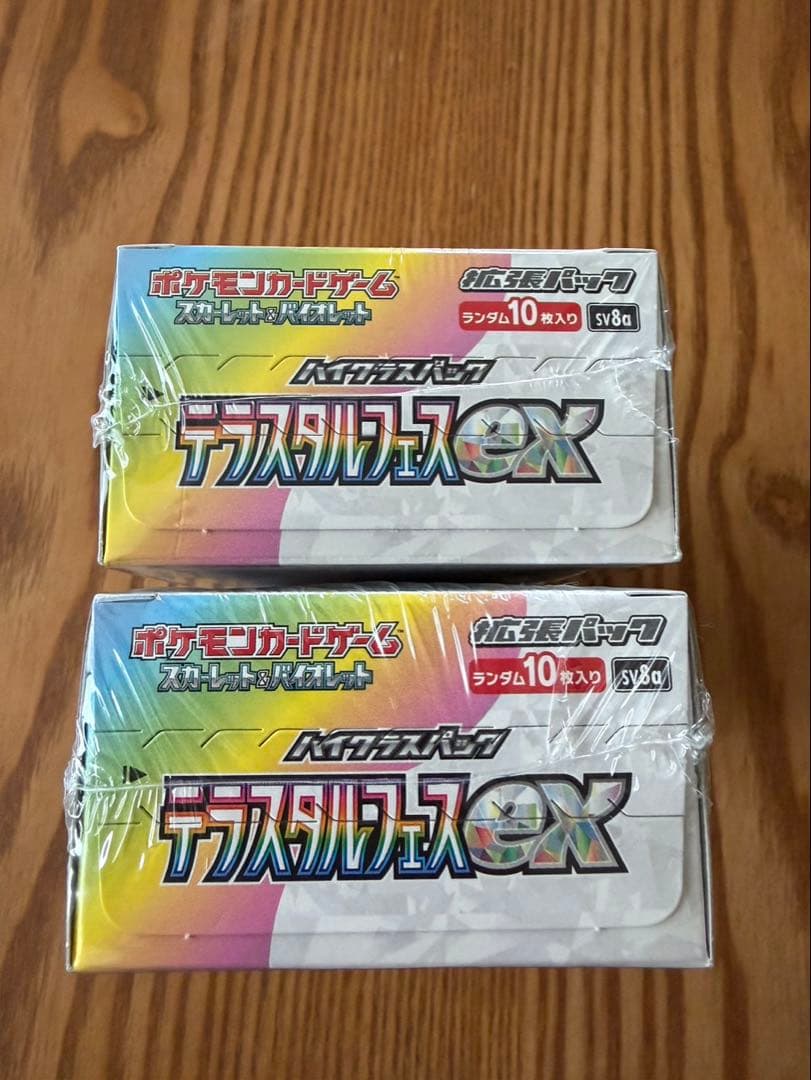 ポケモンカードゲーム™
スカーレット&バイオレット
拡張パック
ランダム10枚入り
sv8a
ハイクラスパック
テラスタルフェスex
ポケモンカードゲーム™
スカーレット&バイオレット
拡張パック
ランダム10枚入り
sv8a
ハイクラスパック
テラスタルフェスex